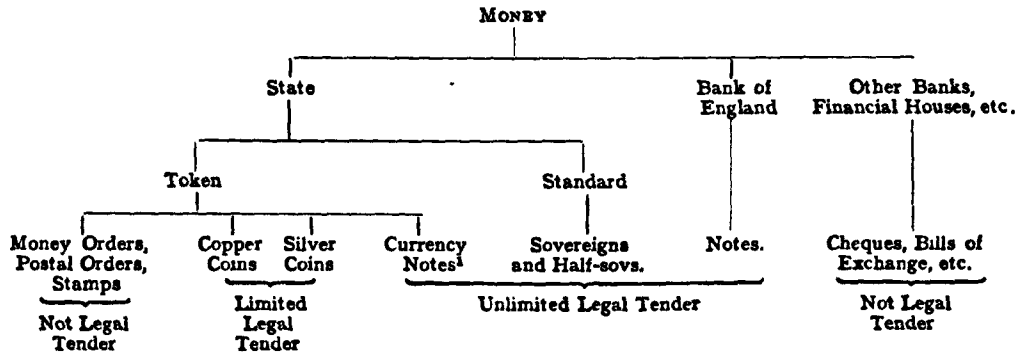 MONEY
State
Bank of
England
Other Banks,
Financial Houses, etc.
Token
Standard
Money Orders,
Postal Orders,
Stamps
Copper
Coins
Silver
Coins
Currency
Notes¹
Sovereigns
and Half-sovs.
Notes.
Cheques, Bills of
Exchange, etc.
Not Legal
Tender
Limited
Legal
Tender
Unlimited Legal Tender
Not Legal
Tender